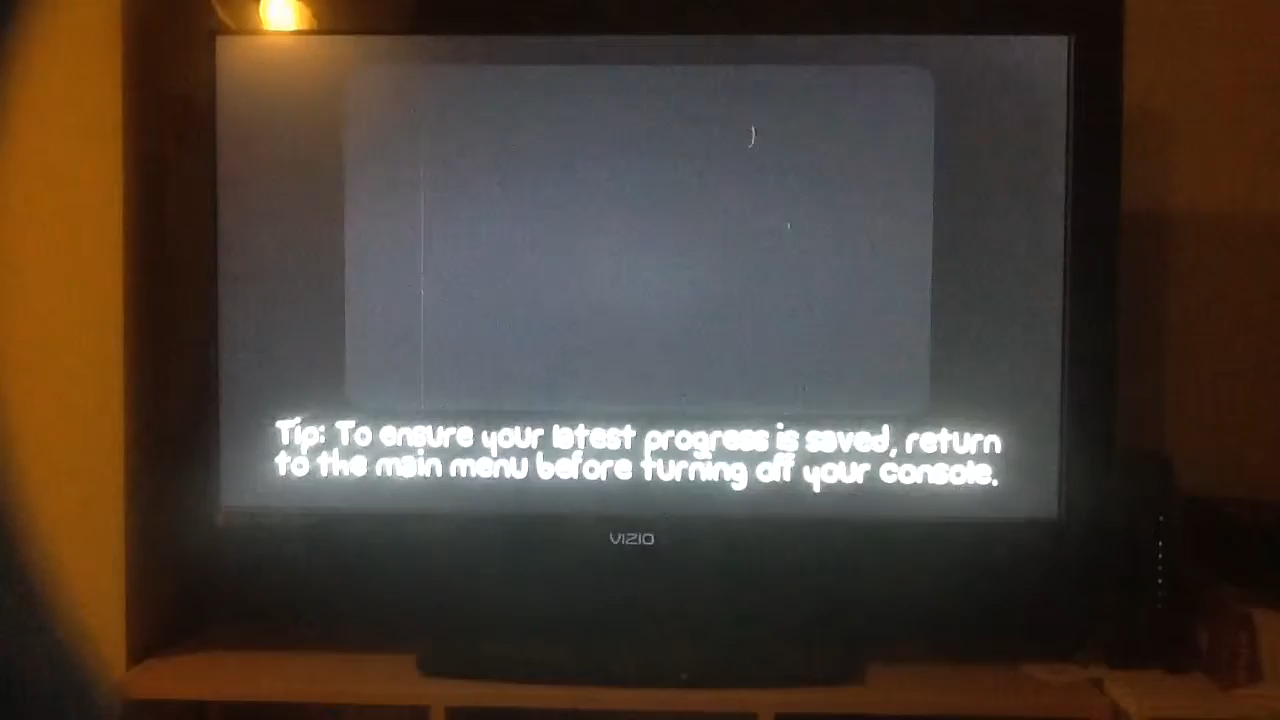 Tip: To ensure your latest progress is saved, return
to the main menu before turning off your console.
VIZIO